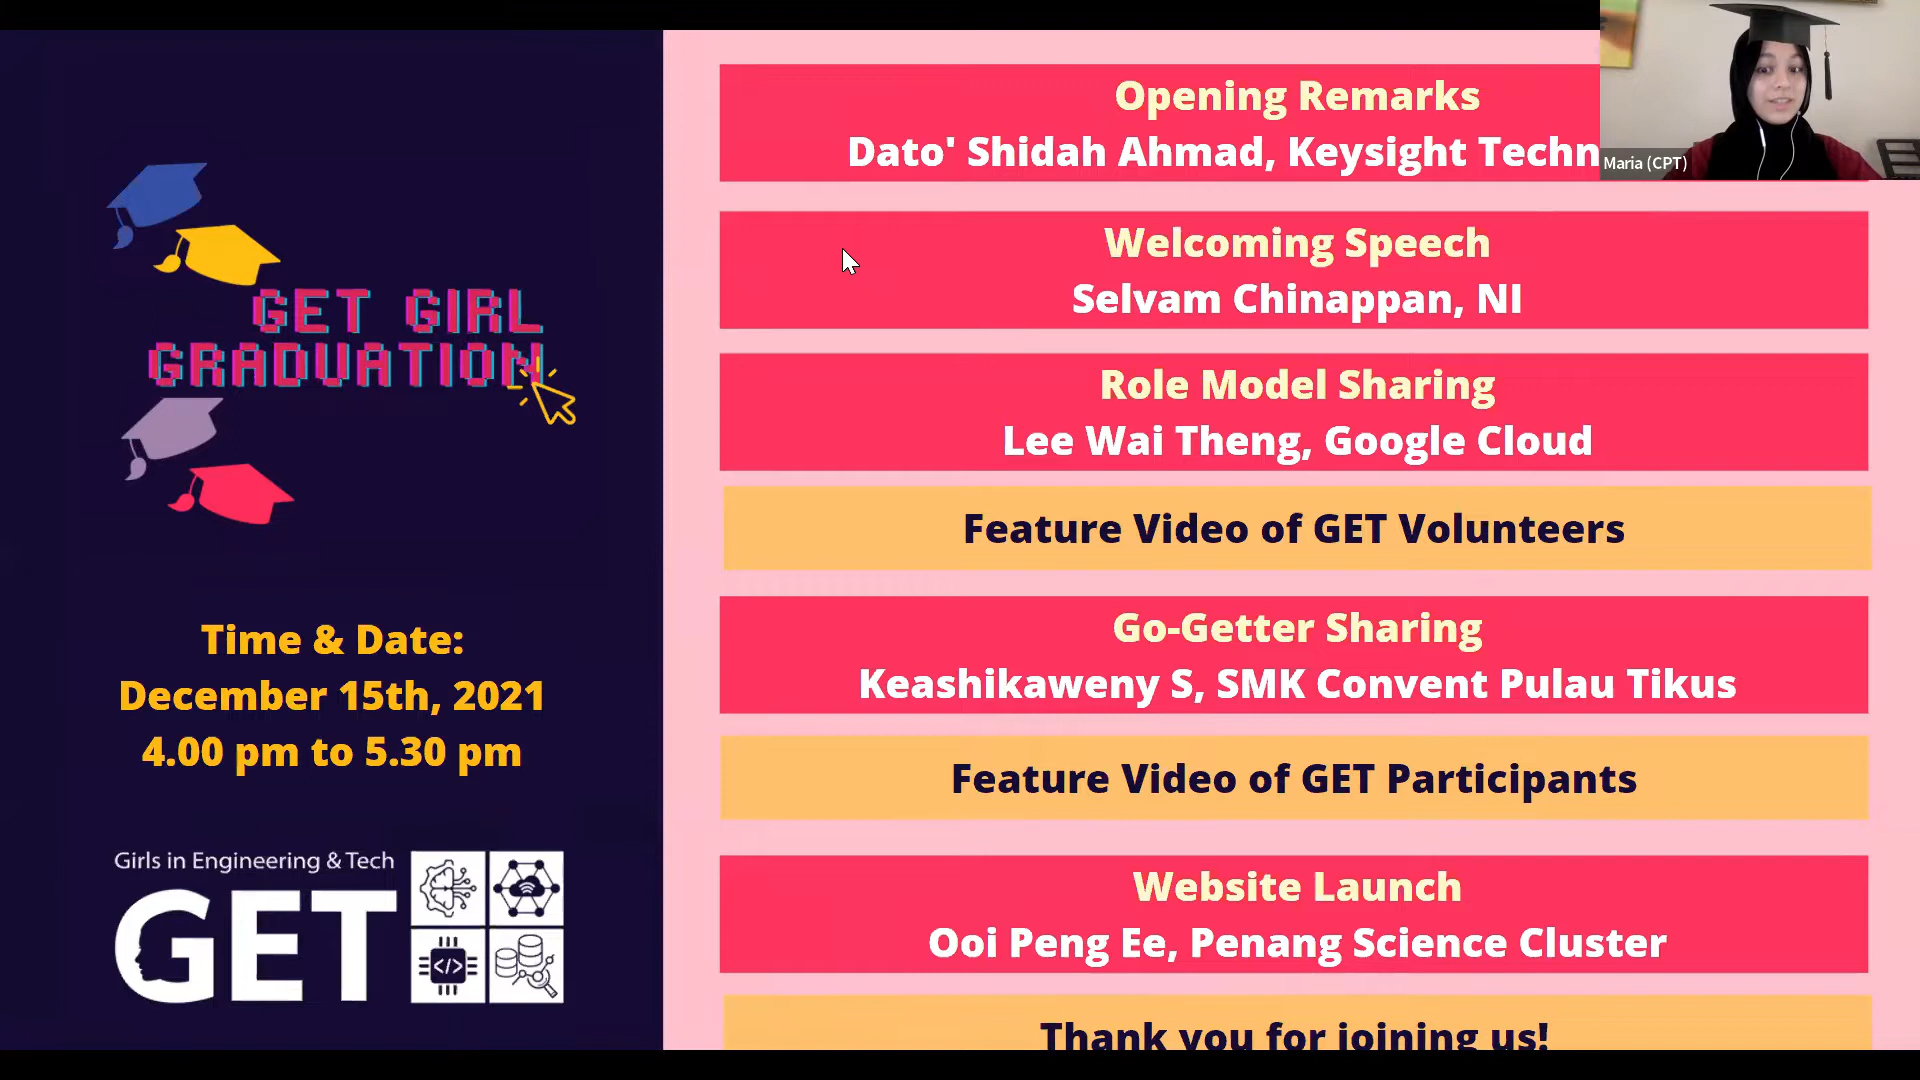 GET GIRL
GRADUATION
Time & Date:
December 15th, 2021
4.00 pm to 5.30 pm
Girls in Engineering & Tech
GET
</>
Opening Remarks
Dato' Shidah Ahmad, Keysight
Maria (CPT)
Welcoming Speech
Selvam Chinappan, NI
Role Model Sharing
Lee Wai Theng, Google Cloud
Feature Video of GET Volunteers
Go-Getter Sharing
Keashikaweny S, SMK Convent Pulau Tikus
Feature Video of GET Participants
Website Launch
Ooi Peng Ee, Penang Science Cluster
Thank you for joining us!